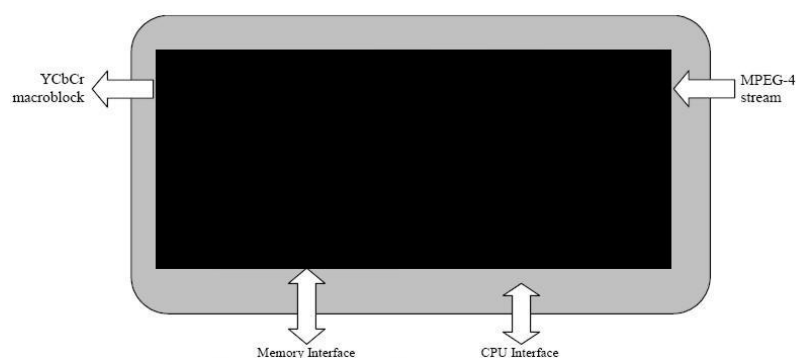 YCbCr
macroblock
MPEG-4
stream
Memory Interface
CPU Interface